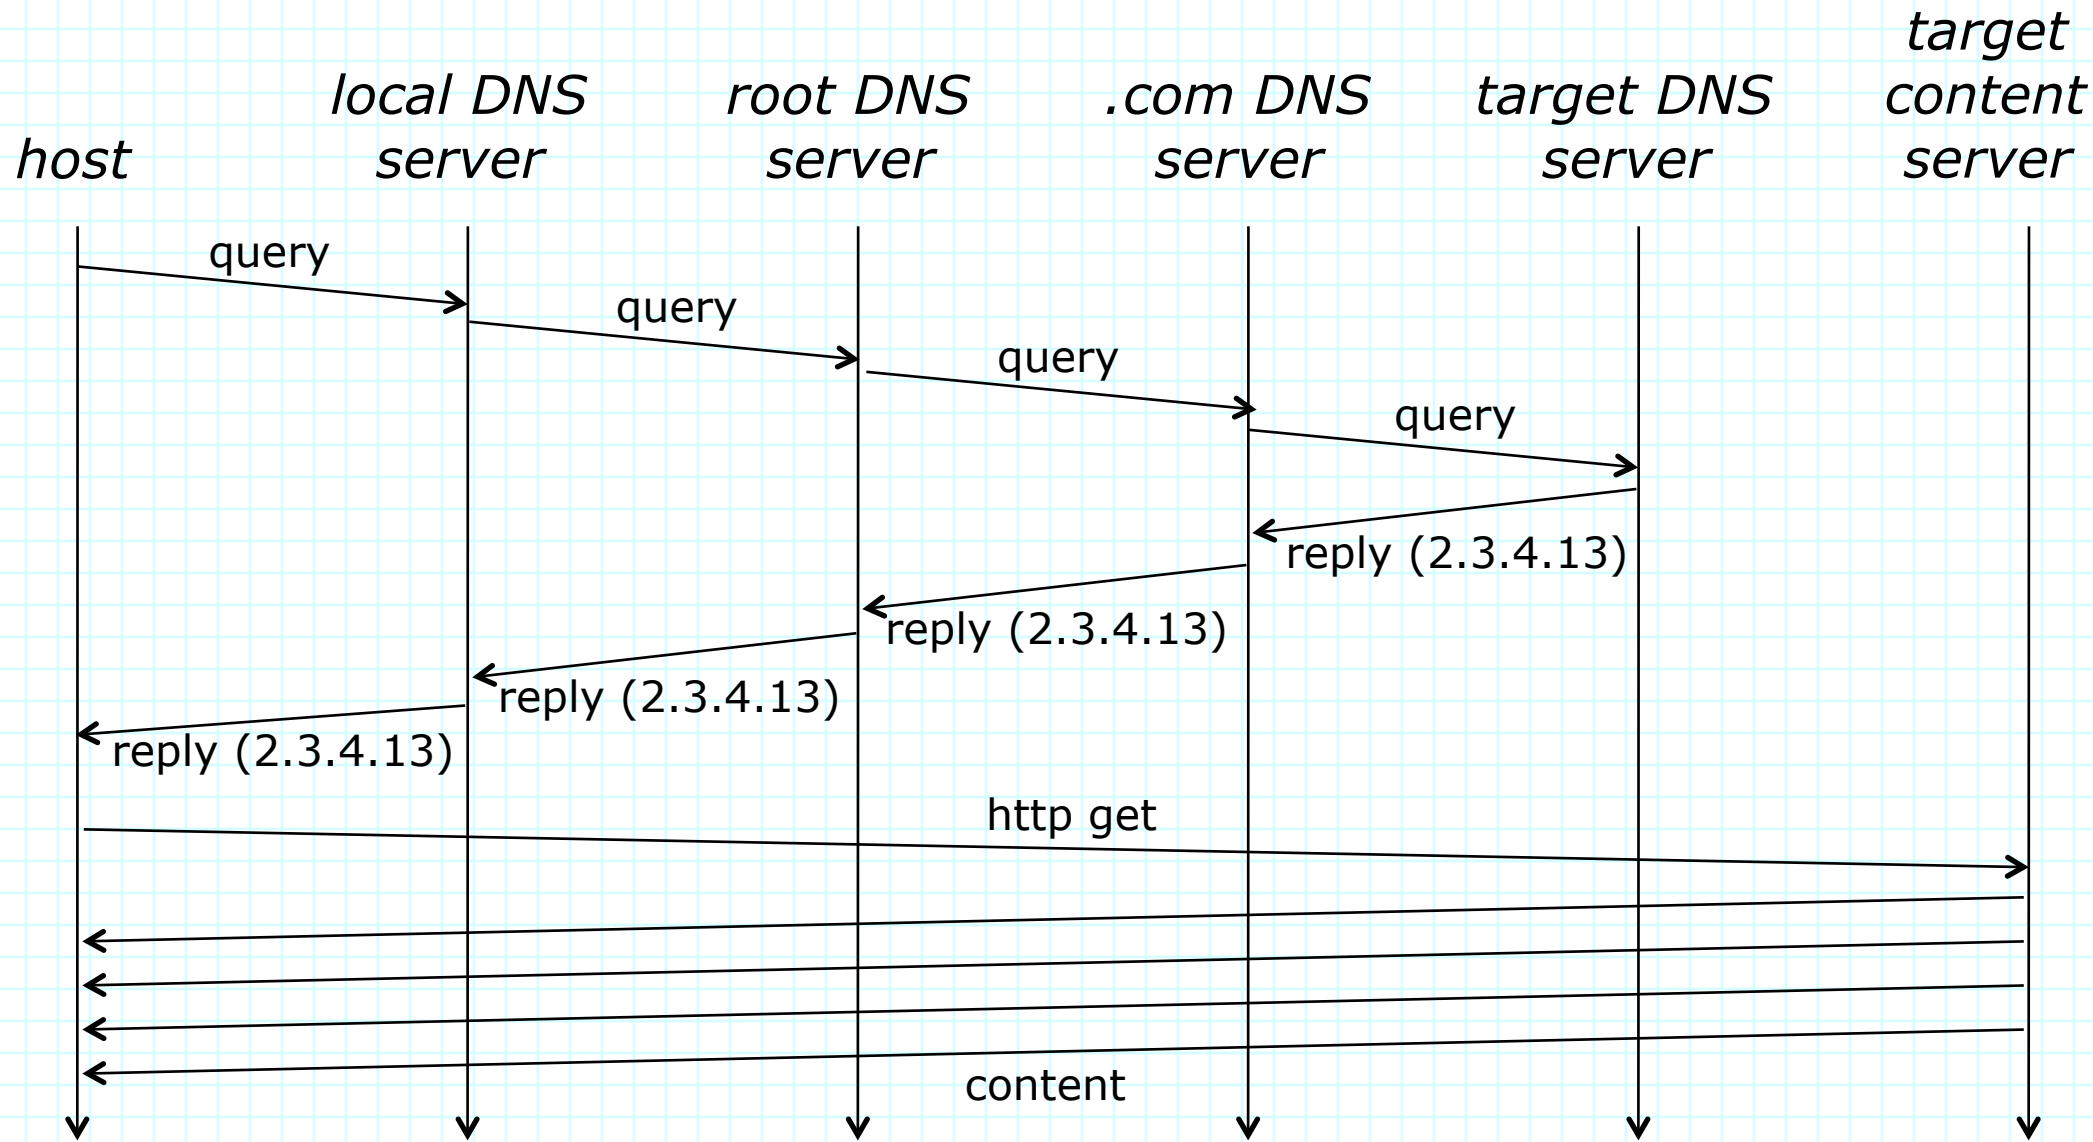 host
local DNS
server
root DNS
server
.com DNS
server
target DNS
server
target
content
server
query
query
query
query
reply (2.3.4.13)
reply (2.3.4.13)
reply (2.3.4.13)
reply (2.3.4.13)
http get
content